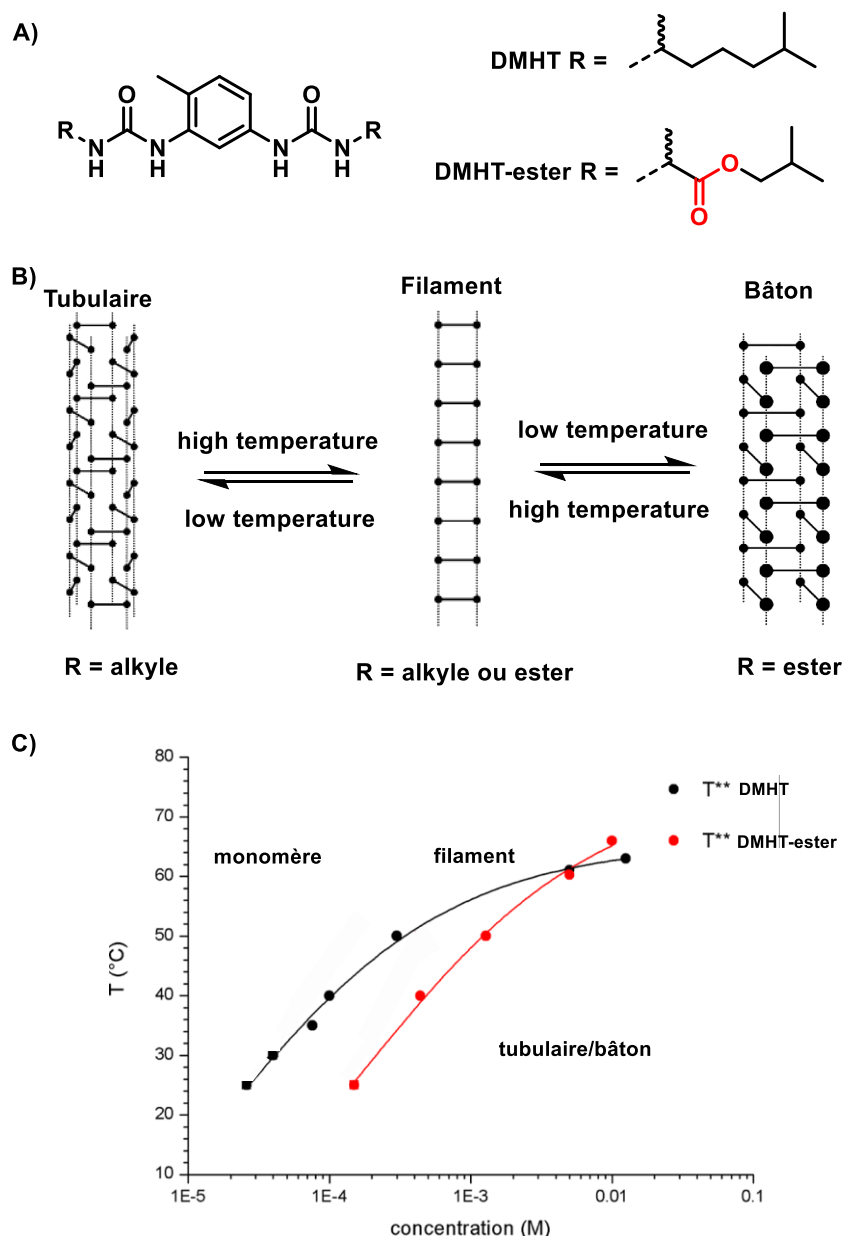 A)
DMHT R =
O
O
R
R
N
N
N
N
H
H
H
H
DMHT-ester R =
O
O
B)
Tubulaire
Filament
Bâton
high temperature
low temperature
low temperature
high temperature
R = alkyle
R = alkyle ou ester
R = ester
C)
80
70
60
50
40
30
20
10
T (°C)
T** DMHT
T** DMHT-ester
monomère
filament
tubulaire/bâton
1E-5
1E-4
1E-3
0.01
0.1
concentration (M)